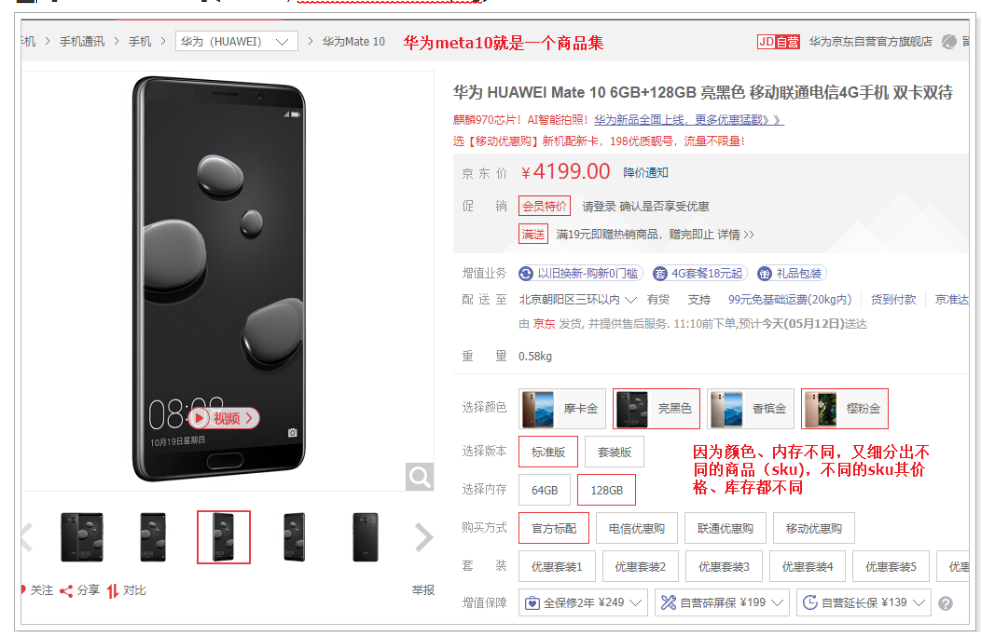 手机通讯 > 手机 > 华为（HUAWEI） > 华为Mate 10 华为meta10就是一个商品集 JD自营 华为京东自营官方旗舰店
华为 HUAWEI Mate 10 6GB+128GB 亮黑色 移动联通电信4G手机 双卡双待
麒麟970芯片！AI智能拍照！华为新品全面上线，更多优惠猛戳》》
选【移动优惠购】新机配新卡，198优质靓号，流量不限量！
京东价 ￥4199.00 降价通知
促销 会员特价 请登录 确认是否享受优惠
满送 满19元即赠热销商品，赠完即止 详情 >>
增值业务 以旧换新-购新0门槛 4G套餐18元起 礼品包装
配送至 北京朝阳区三环以内 有货 支持 99元免基础运费(20kg内) 货到付款 京准达
由 京东 发货, 并提供售后服务. 11:10前下单,预计今天(05月12日)送达
重量 0.58kg
08:08
视频 >
10月19日星期四
选择颜色 摩卡金 亮黑色 香槟金 樱粉金
选择版本 标准版 套装版
因为颜色、内存不同，又细分出不
同的商品（sku），不同的sku其价
格、库存都不同
选择内存 64GB 128GB
购买方式 官方标配 电信优惠购 联通优惠购 移动优惠购
套装 优惠套装1 优惠套装2 优惠套装3 优惠套装4 优惠套装5 优惠
关注 分享 对比 举报
增值保障 全保修2年 ¥249 自营碎屏保 ¥199 自营延长保 ¥139